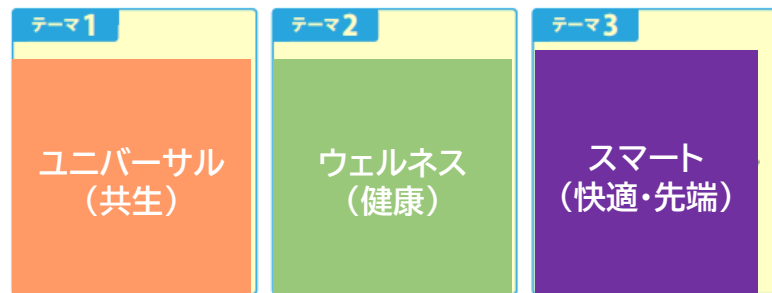 テーマ1
ユニバーサル
（共生）
テーマ2
ウェルネス
（健康）
テーマ3
スマート
（快適・先端）